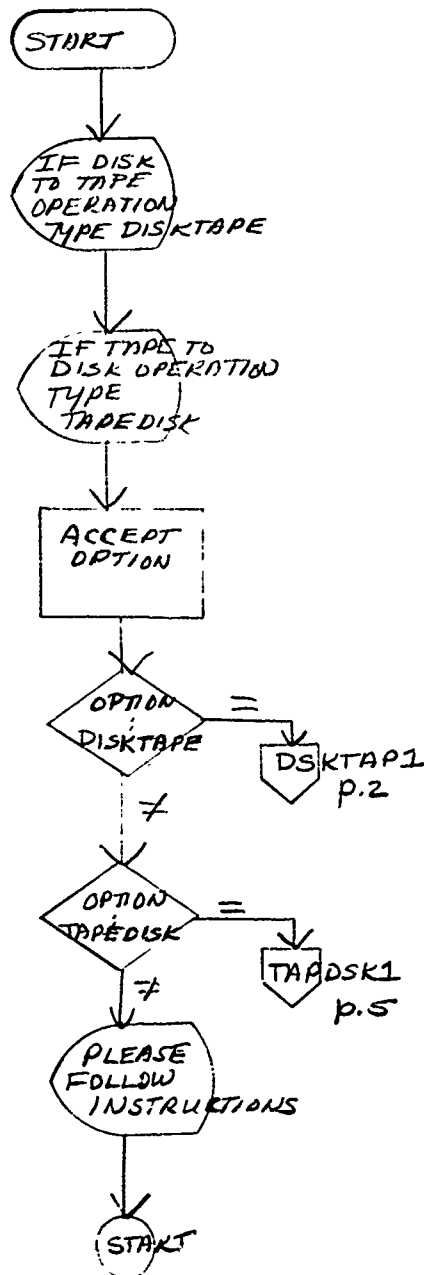 START
IF DISK
TO TAPE
OPERATION
TYPE DISKTAPE
IF TAPE TO
DISK OPERATION
TYPE
TAPEDISK
ACCEPT
OPTION
OPTION
:
DISKTAPE
=
DSKTAP1
p.2
≠
OPTION
:
TAPEDISK
=
TAPDSK1
p.5
≠
PLEASE
FOLLOW
INSTRUKTIONS
START